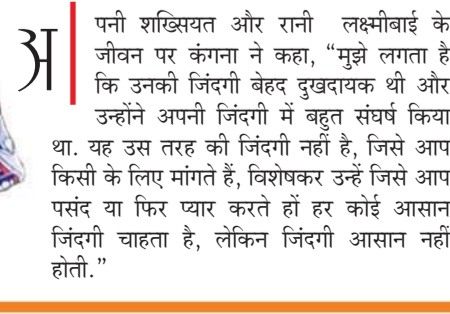 अपनी शख्सियत और रानी लक्ष्मीबाई के
जीवन पर कंगना ने कहा, “मुझे लगता है
कि उनकी जिंदगी बेहद दुखदायक थी और
उन्होंने अपनी जिंदगी में बहुत संघर्ष किया
था. यह उस तरह की जिंदगी नहीं है, जिसे आप
किसी के लिए मांगते हैं, विशेषकर उन्हें जिसे आप
पसंद या फिर प्यार करते हों हर कोई आसान
जिंदगी चाहता है, लेकिन जिंदगी आसान नहीं
होती.”